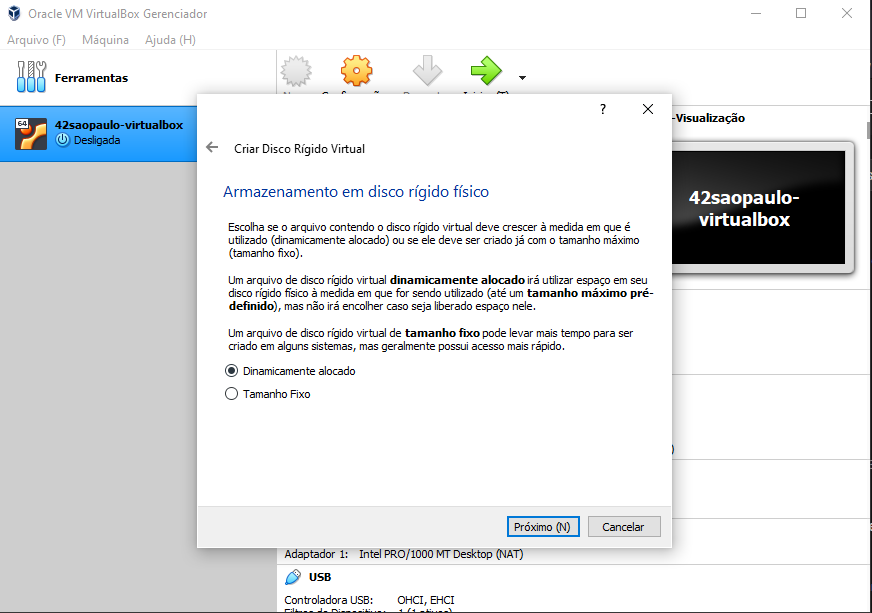 Oracle VM VirtualBox Gerenciador
Arquivo (F) Máquina Ajuda (H)
Ferramentas
64
42saopaulo-virtualbox
Desligada
?
Criar Disco Rígido Virtual
Armazenamento em disco rígido físico
Escolha se o arquivo contendo o disco rígido virtual deve crescer à medida em que é
utilizado (dinamicamente alocado) ou se ele deve ser criado já com o tamanho máximo
(tamanho fixo).
Um arquivo de disco rígido virtual dinamicamente alocado irá utilizar espaço em seu
disco rígido físico à medida em que for sendo utilizado (até um tamanho máximo pré-
definido), mas não irá encolher caso seja liberado espaço nele.
Um arquivo de disco rígido virtual de tamanho fixo pode levar mais tempo para ser
criado em alguns sistemas, mas geralmente possui acesso mais rápido.
Dinamicamente alocado
Tamanho Fixo
Próximo (N)
Cancelar
-Visualização
42saopaulo-
virtualbox
)
Adaptador 1: Intel PRO/1000 MT Desktop (NAT)
USB
Controladora USB: OHCI, EHCI